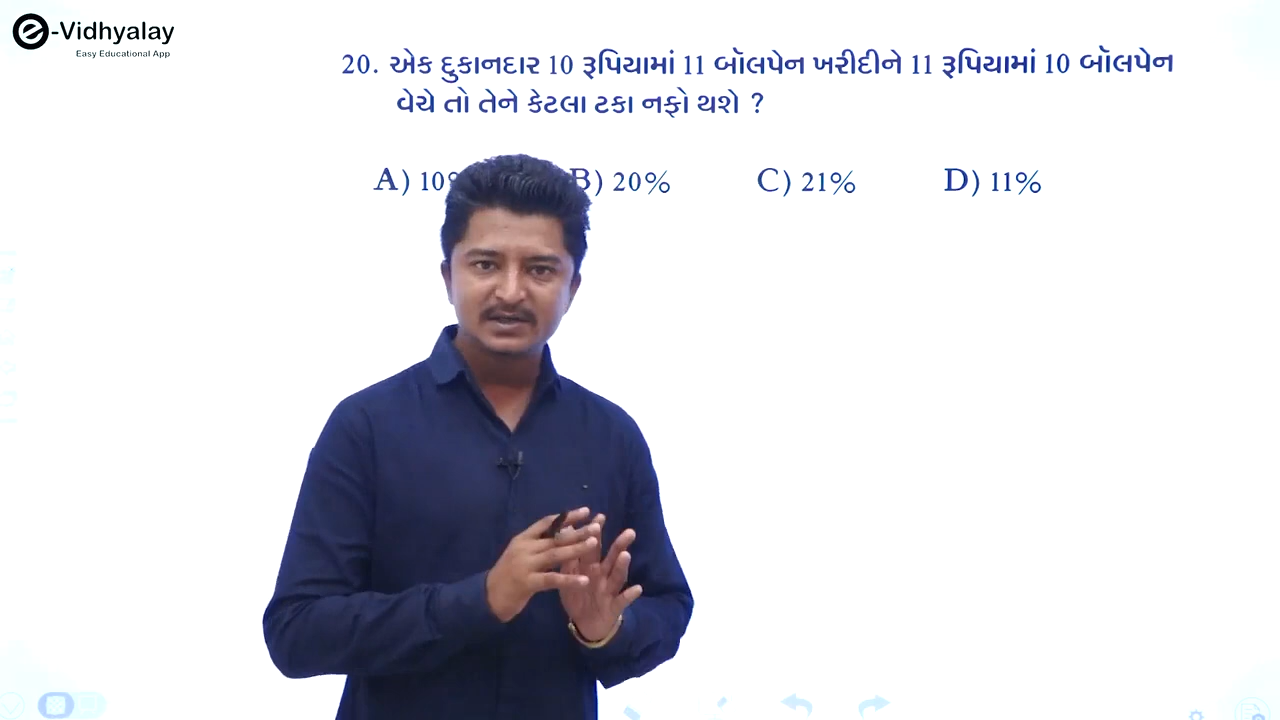 e-Vidhyalay
Easy Educational App
20. એક દુકાનદાર 10 રૂપિયામાં 11 બૉલપેન ખરીદીને 11 રૂપિયામાં 10 બૉલપેન
વેચે તો તેને કેટલા ટકા નફો થશે ?
A) 10% B) 20% C) 21% D) 11%